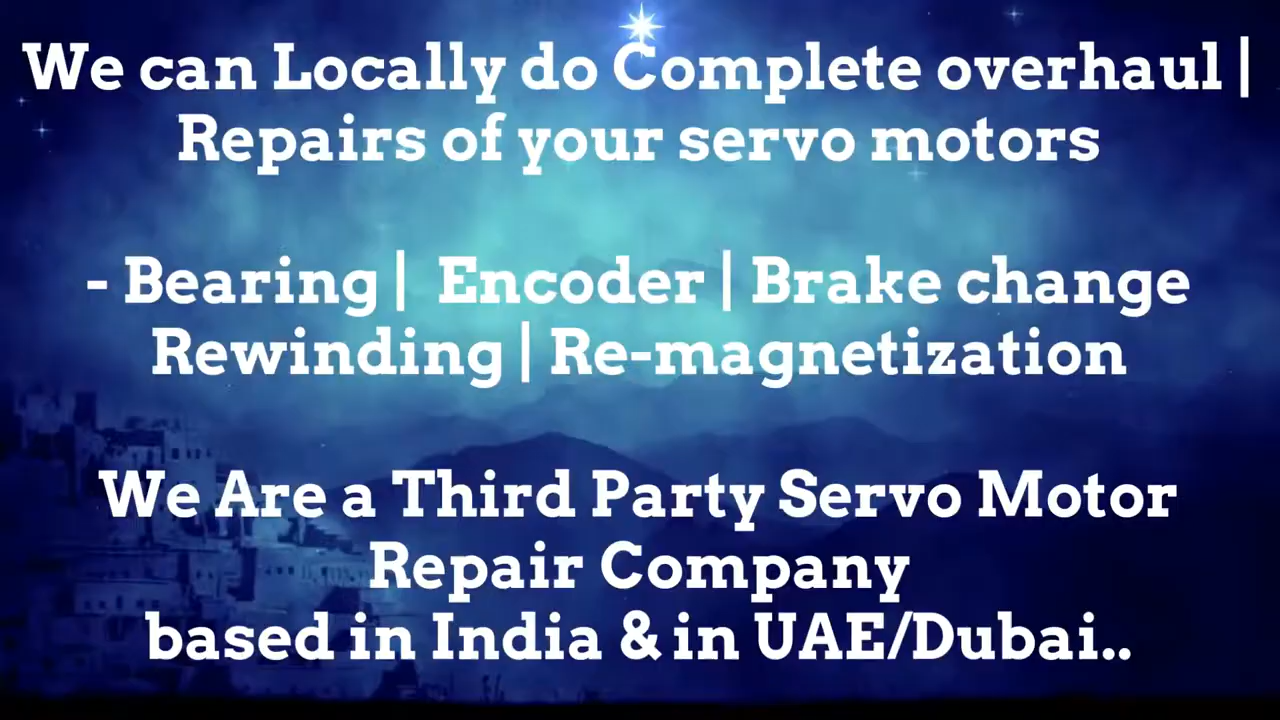 We can Locally do Complete overhaul |
Repairs of your servo motors
- Bearing | Encoder | Brake change
Rewinding | Re-magnetization
We Are a Third Party Servo Motor
Repair Company
based in India & in UAE/Dubai..